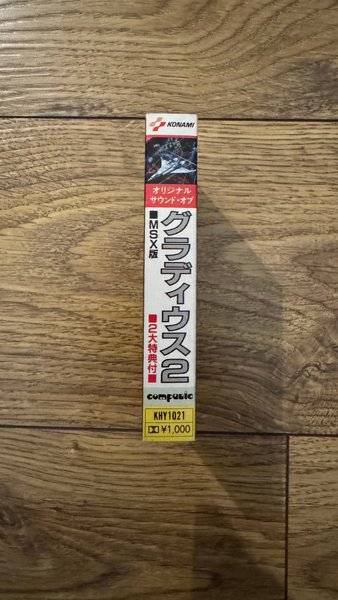 KONAMI
オリジナル
サウンド・オブ
グラディウス2
■MSX版
■2大特典付■
compusic
KHY1021
¥1,000